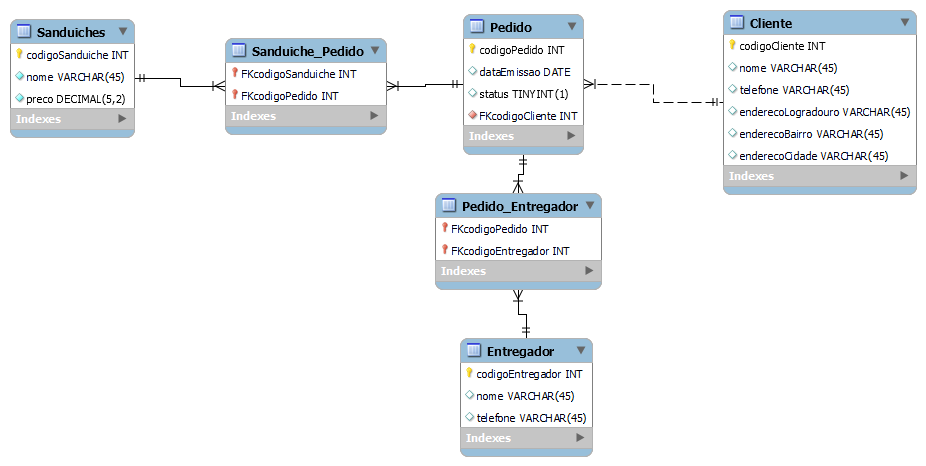 Sanduiches
codigoSanduiche INT
nome VARCHAR(45)
preco DECIMAL(5,2)
Indexes
Sanduiche_Pedido
FKcodigoSanduiche INT
FKcodigoPedido INT
Indexes
Pedido
codigoPedido INT
dataEmissao DATE
status TINYINT(1)
FKcodigoCliente INT
Indexes
Cliente
codigoCliente INT
nome VARCHAR(45)
telefone VARCHAR(45)
enderecoLogradouro VARCHAR(45)
enderecoBairro VARCHAR(45)
enderecoCidade VARCHAR(45)
Indexes
Pedido_Entregador
FKcodigoPedido INT
FKcodigoEntregador INT
Indexes
Entregador
codigoEntregador INT
nome VARCHAR(45)
telefone VARCHAR(45)
Indexes